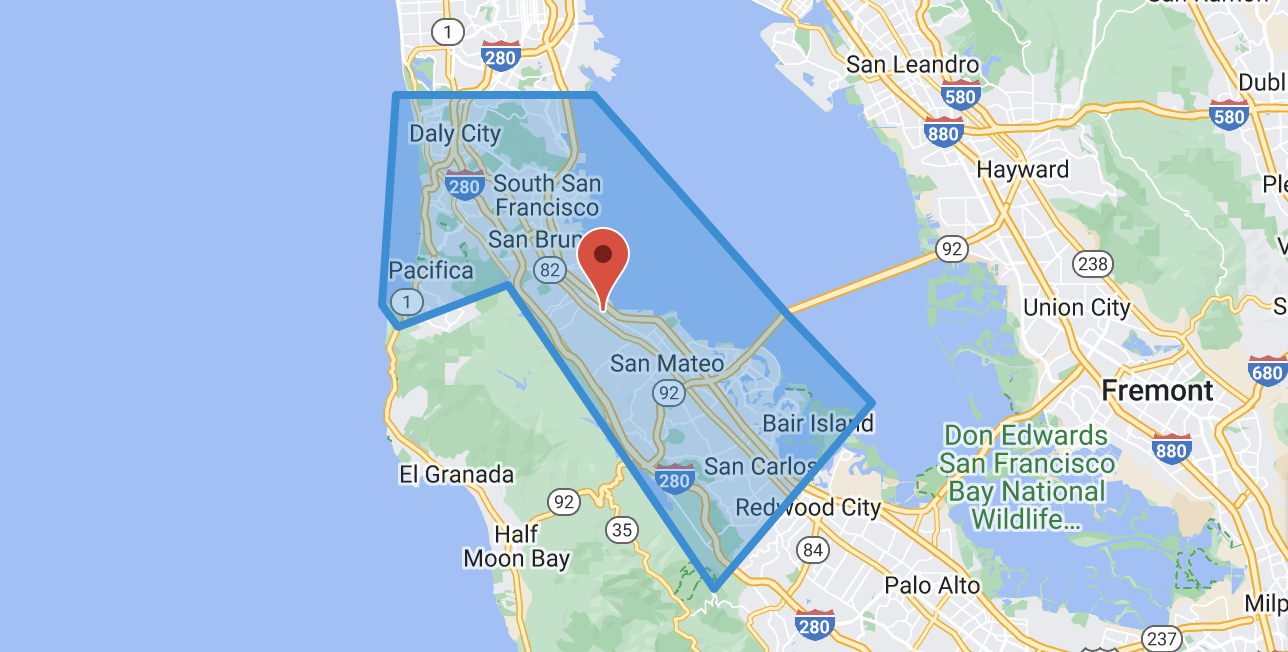 1
280
San Leandro
580
Dubl
580
880
Daly City
Hayward
280
South San
Francisco
Ple
San Brun
92
82
238
Pacifica
1
Union City
San Mateo
680
92
Fremont
Bair Island
Don Edwards
San Francisco
Bay National
Wildlife...
880
San Carlos
El Granada
280
92
Redwood City
35
Half
Moon Bay
84
Palo Alto
Milp
280
237